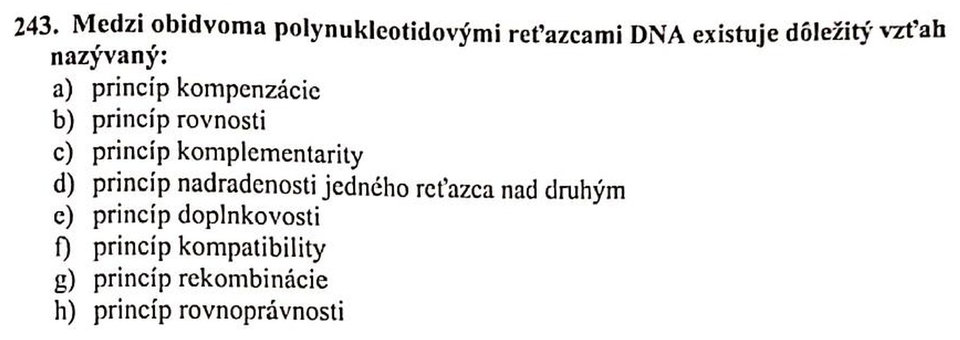 243. Medzi obidvoma polynukleotidovými reťazcami DNA existuje dôležitý vzťah
nazývaný:
a) princíp kompenzácie
b) princíp rovnosti
c) princíp komplementarity
d) princíp nadradenosti jedného reťazca nad druhým
e) princíp doplnkovosti
f) princíp kompatibility
g) princíp rekombinácie
h) princíp rovnoprávnosti